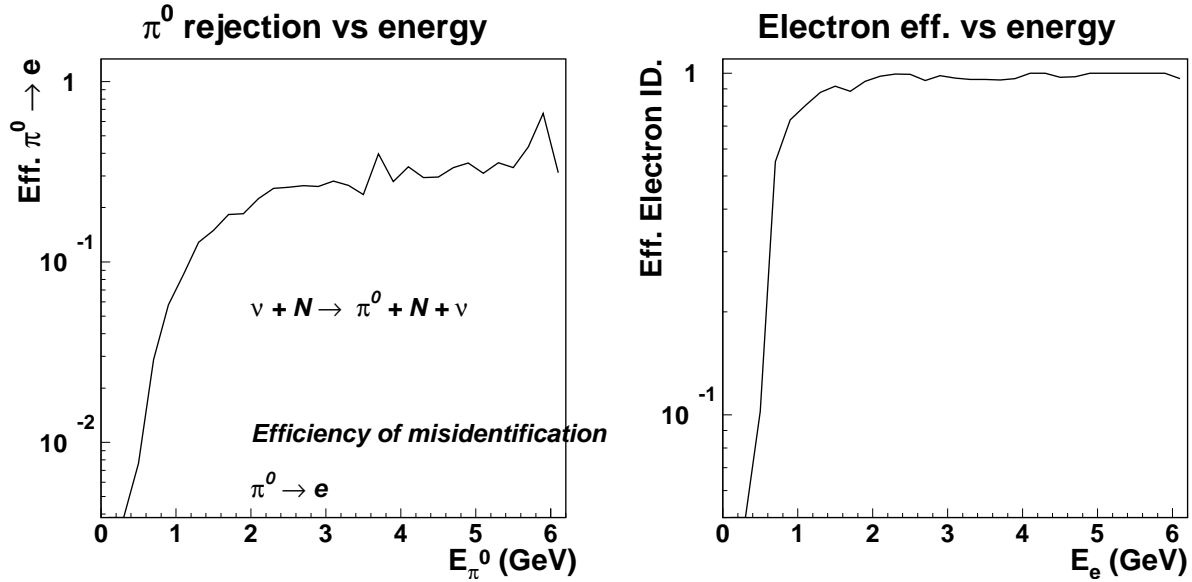 π⁰ rejection vs energy
Eff. π⁰ → e
1
10⁻¹
10⁻²
ν + N → π⁰ + N + ν
Efficiency of misidentification
π⁰ → e
0 1 2 3 4 5 6
E_π⁰ (GeV)
Electron eff. vs energy
Eff. Electron ID.
1
10⁻¹
0 1 2 3 4 5 6
E_e (GeV)